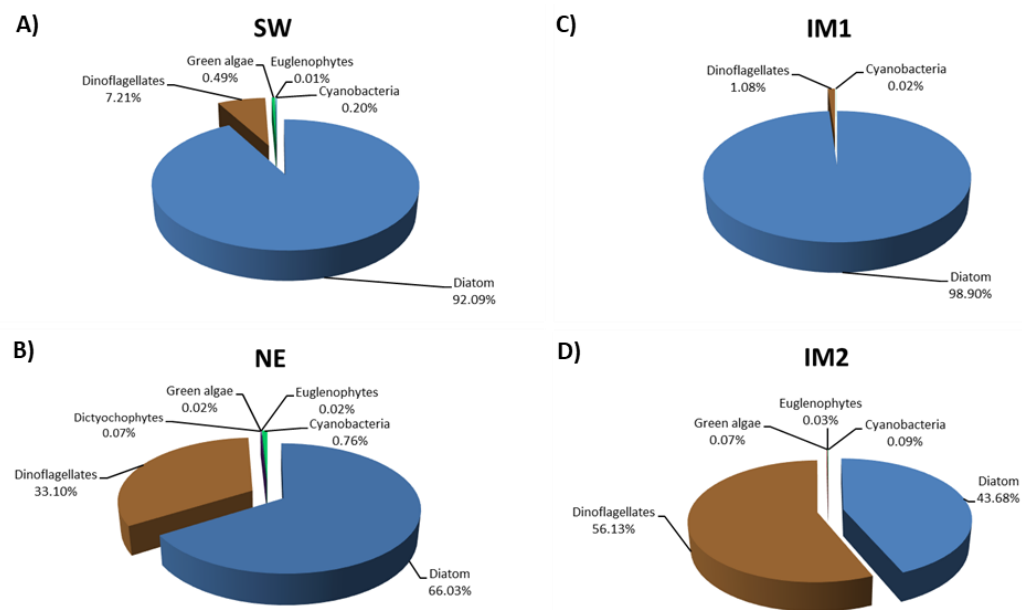 A)
SW
Green algae
0.49%
Euglenophytes
0.01%
Dinoflagellates
7.21%
Cyanobacteria
0.20%
Diatom
92.09%
C)
IM1
Dinoflagellates
1.08%
Cyanobacteria
0.02%
Diatom
98.90%
B)
NE
Green algae
0.02%
Euglenophytes
0.02%
Dictyochophytes
0.07%
Cyanobacteria
0.76%
Dinoflagellates
33.10%
Diatom
66.03%
D)
IM2
Euglenophytes
0.03%
Green algae
0.07%
Cyanobacteria
0.09%
Diatom
43.68%
Dinoflagellates
56.13%